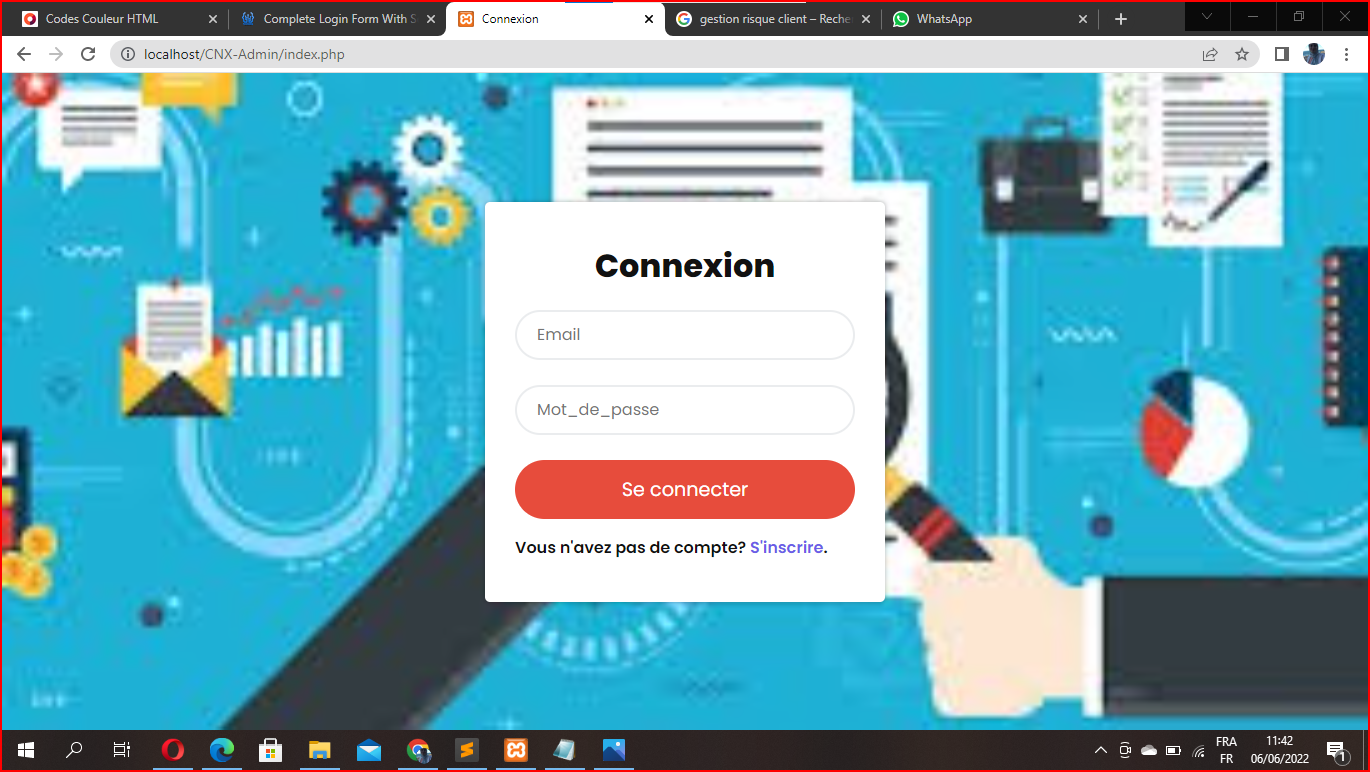 Codes Couleur HTML
Complete Login Form With S
Connexion
gestion risque client – Reche
WhatsApp
localhost/CNX-Admin/index.php
Connexion
Email
Mot_de_passe
Se connecter
Vous n'avez pas de compte? S'inscrire.
FRA
FR
11:42
06/06/2022
1